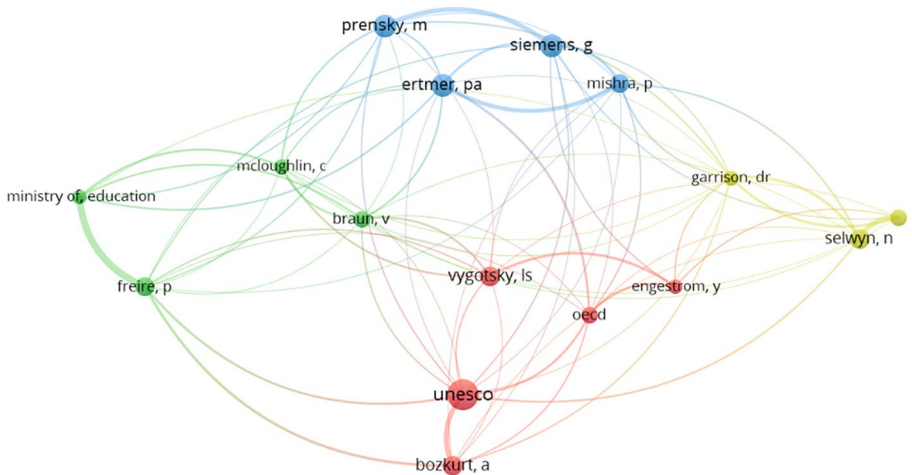 prensky, m
siemens, g
ertmer, pa
mishra, p
mcloughlin, c
garrison, dr
ministry of, education
braun, v
selwyn, n
vygotsky, ls
freire, p
engestrom, y
oecd
unesco
bozkurt, a